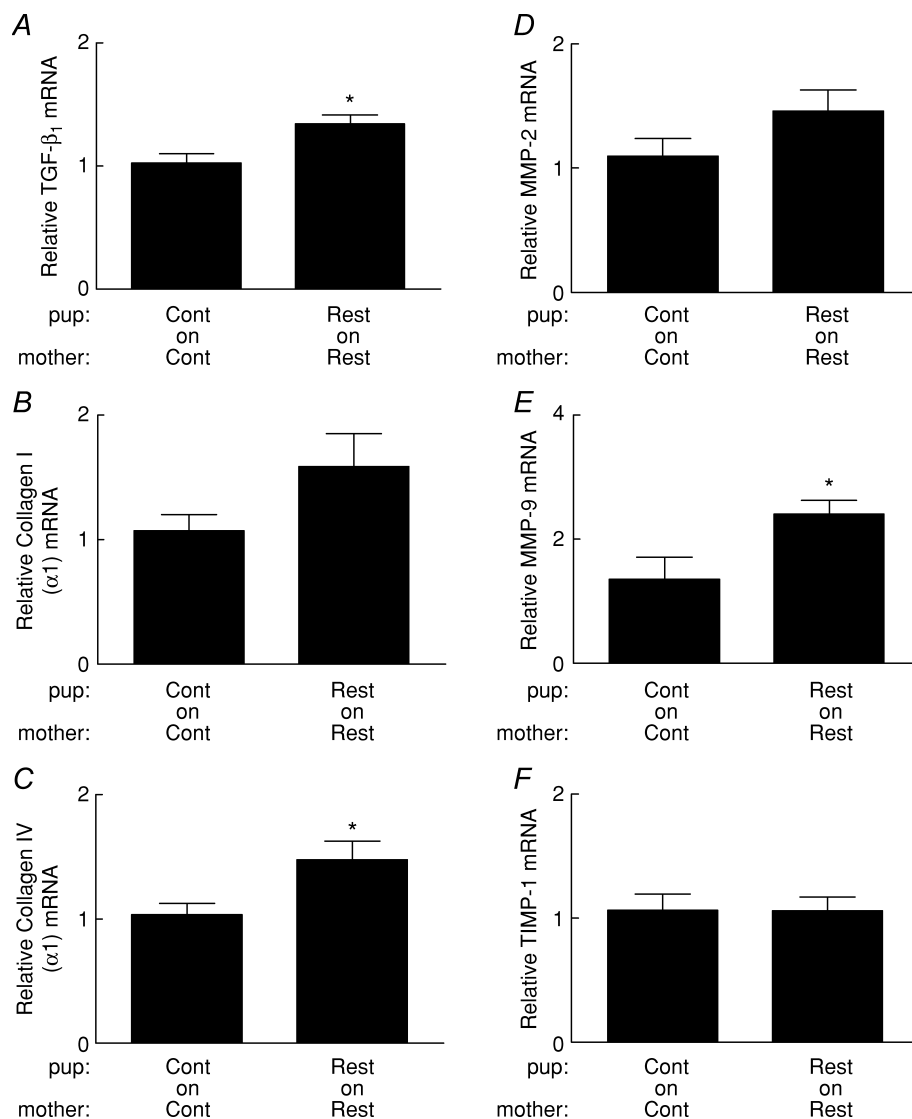 A
Relative TGF-β1 mRNA
2
1
0
*
pup: Cont Rest
on on
mother: Cont Rest
B
Relative Collagen I
(α1) mRNA
2
1
0
pup: Cont Rest
on on
mother: Cont Rest
C
Relative Collagen IV
(α1) mRNA
2
1
0
*
pup: Cont Rest
on on
mother: Cont Rest
D
Relative MMP-2 mRNA
2
1
0
pup: Cont Rest
on on
mother: Cont Rest
E
Relative MMP-9 mRNA
4
2
0
*
pup: Cont Rest
on on
mother: Cont Rest
F
Relative TIMP-1 mRNA
2
1
0
pup: Cont Rest
on on
mother: Cont Rest